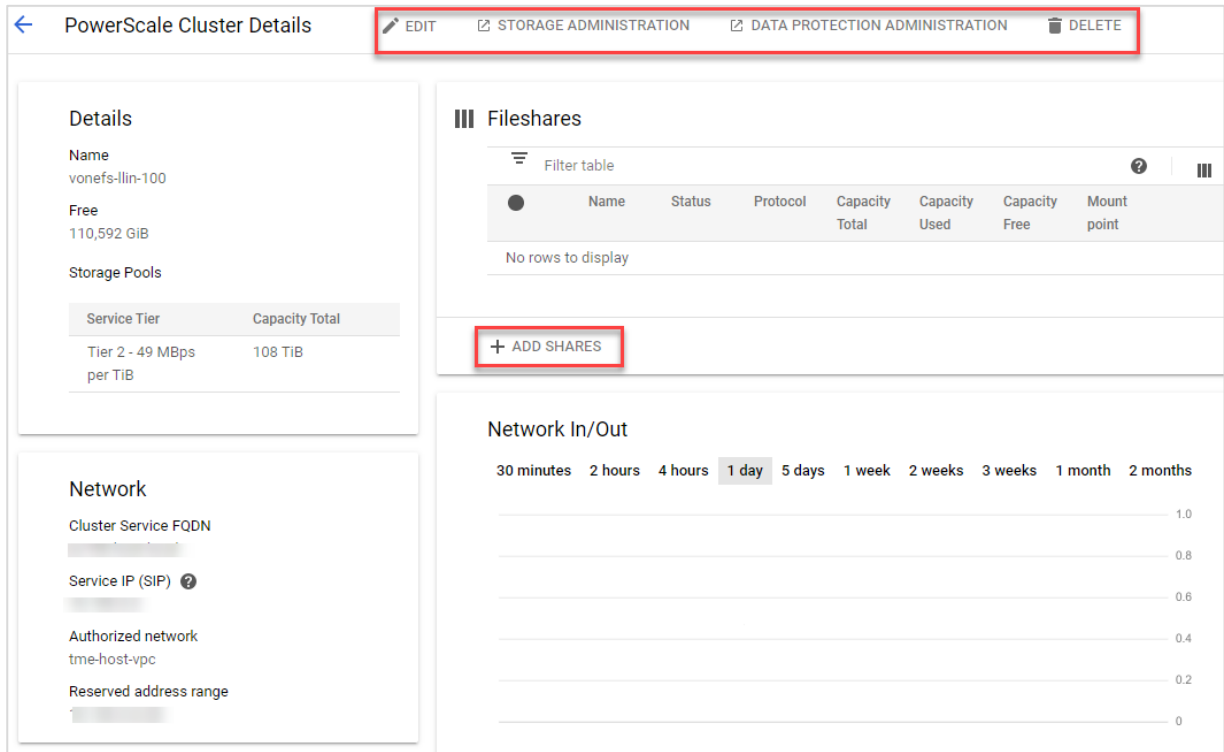 PowerScale Cluster Details
EDIT
STORAGE ADMINISTRATION
DATA PROTECTION ADMINISTRATION
DELETE
Details
Name
vonefs-llin-100
Free
110,592 GiB
Storage Pools
Service Tier Capacity Total
Tier 2 - 49 MBps 108 TiB
per TiB
Network
Cluster Service FQDN
Service IP (SIP)
Authorized network
tme-host-vpc
Reserved address range
Fileshares
Filter table
Name Status Protocol Capacity Capacity Capacity Mount
Total Used Free point
No rows to display
+ ADD SHARES
Network In/Out
30 minutes 2 hours 4 hours 1 day 5 days 1 week 2 weeks 3 weeks 1 month 2 months
1.0
0.8
0.6
0.4
0.2
0